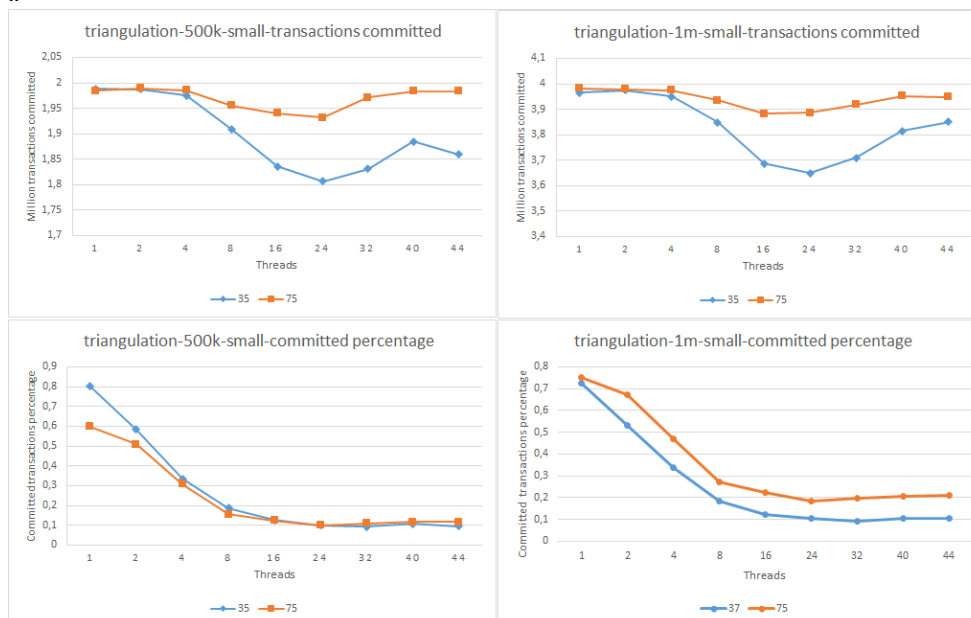 triangulation-500k-small-transactions committed
Million transactions committed
2,05
2
1,95
1,9
1,85
1,8
1,75
1,7
1 2 4 8 16 24 32 40 44
Threads
35 75
triangulation-1m-small-transactions committed
Million transactions committed
4,1
4
3,9
3,8
3,7
3,6
3,5
3,4
1 2 4 8 16 24 32 40 44
Threads
35 75
triangulation-500k-small-committed percentage
Committed transactions percentage
0,9
0,8
0,7
0,6
0,5
0,4
0,3
0,2
0,1
0
1 2 4 8 16 24 32 40 44
Threads
35 75
triangulation-1m-small-committed percentage
Committed transactions percentage
0,8
0,7
0,6
0,5
0,4
0,3
0,2
0,1
0
1 2 4 8 16 24 32 40 44
Threads
37 75